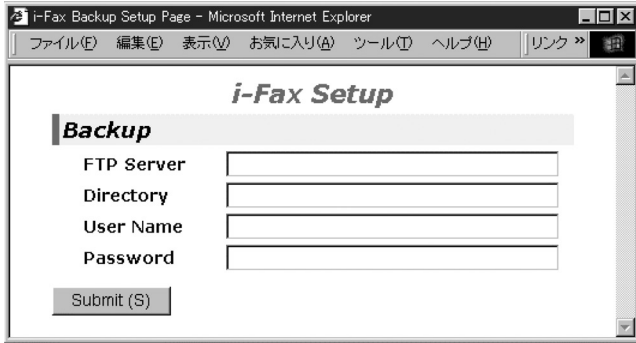 i-Fax Backup Setup Page - Microsoft Internet Explorer
ファイル(F) 編集(E) 表示(V) お気に入り(A) ツール(T) ヘルプ(H) リンク »
i-Fax Setup
Backup
FTP Server
Directory
User Name
Password
Submit (S)